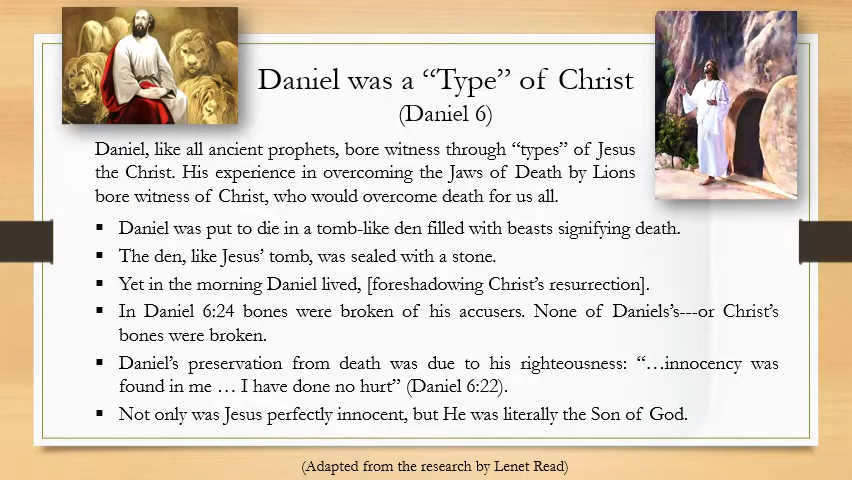 Daniel was a “Type” of Christ
(Daniel 6)
Daniel, like all ancient prophets, bore witness through “types” of Jesus
the Christ. His experience in overcoming the Jaws of Death by Lions
bore witness of Christ, who would overcome death for us all.
▪ Daniel was put to die in a tomb-like den filled with beasts signifying death.
▪ The den, like Jesus’ tomb, was sealed with a stone.
▪ Yet in the morning Daniel lived, [foreshadowing Christ’s resurrection].
▪ In Daniel 6:24 bones were broken of his accusers. None of Daniels’s---or Christ’s
bones were broken.
▪ Daniel’s preservation from death was due to his righteousness: “…innocency was
found in me … I have done no hurt” (Daniel 6:22).
▪ Not only was Jesus perfectly innocent, but He was literally the Son of God.
(Adapted from the research by Lenet Read)